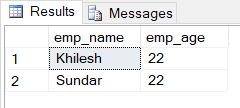 Results Messages
emp_name emp_age
1 Khilesh 22
2 Sundar 22